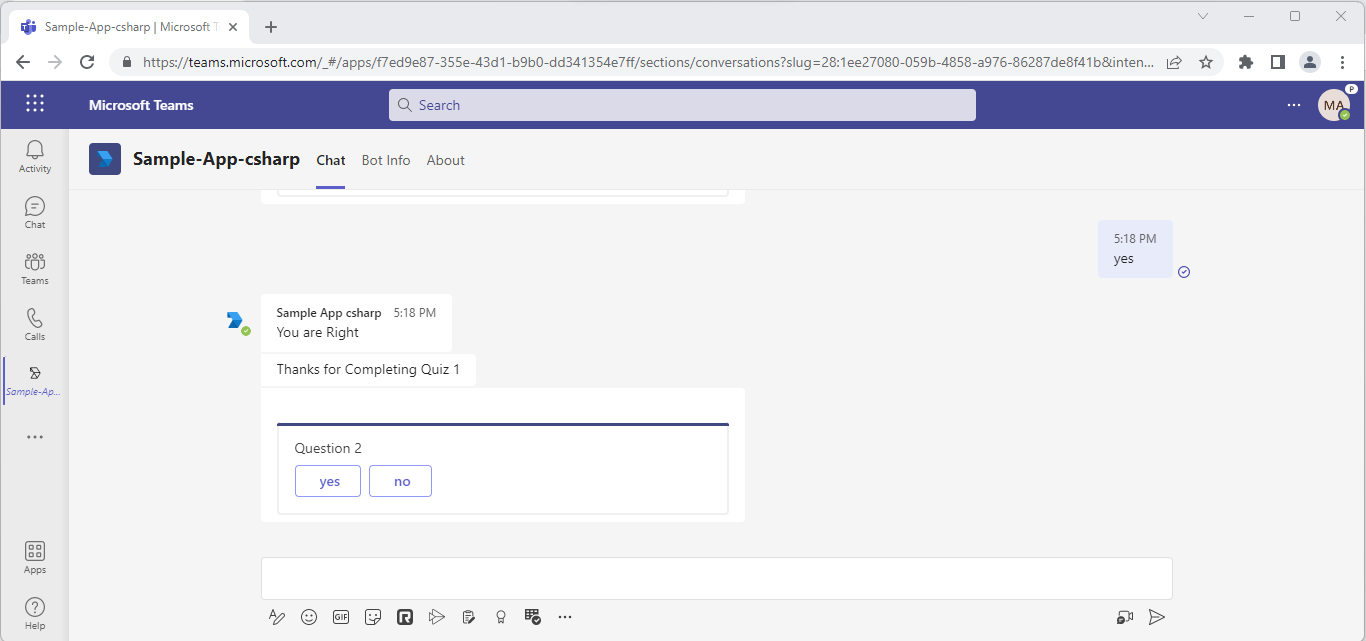 Sample-App-csharp | Microsoft T
https://teams.microsoft.com/_#/apps/f7ed9e87-355e-43d1-b9b0-dd341354e7ff/sections/conversations?slug=28:1ee27080-059b-4858-a976-86287de8f41b&inten...
Microsoft Teams
Search
MA
P
Activity
Chat
Teams
Calls
Sample-Ap...
Apps
Help
Sample-App-csharp
Chat
Bot Info
About
5:18 PM
yes
Sample App csharp 5:18 PM
You are Right
Thanks for Completing Quiz 1
Question 2
yes
no
GIF